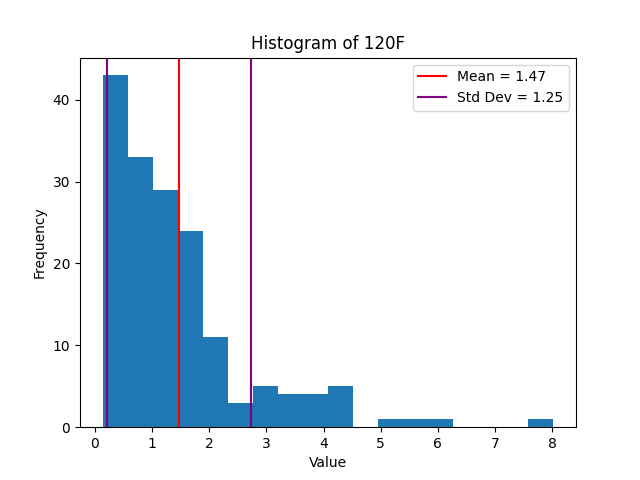 Histogram of 120F
Mean = 1.47
Std Dev = 1.25
Frequency
40
30
20
10
0
0 1 2 3 4 5 6 7 8
Value